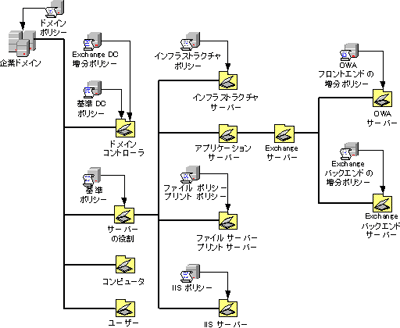 ドメイン
ポリシー
企業ドメイン
Exchange DC
増分ポリシー
基準 DC
ポリシー
ドメイン
コントローラ
基準
ポリシー
サーバー
の役割
コンピュータ
ユーザー
インフラストラクチャ
ポリシー
インフラストラクチャ
サーバー
アプリケーション
サーバー
Exchange
サーバー
ファイル ポリシー
プリント ポリシー
ファイル サーバー
プリント サーバー
IIS ポリシー
IIS サーバー
OWA
フロントエンドの
増分ポリシー
OWA
サーバー
Exchange
バックエンドの
増分ポリシー
Exchange
バックエンド
サーバー